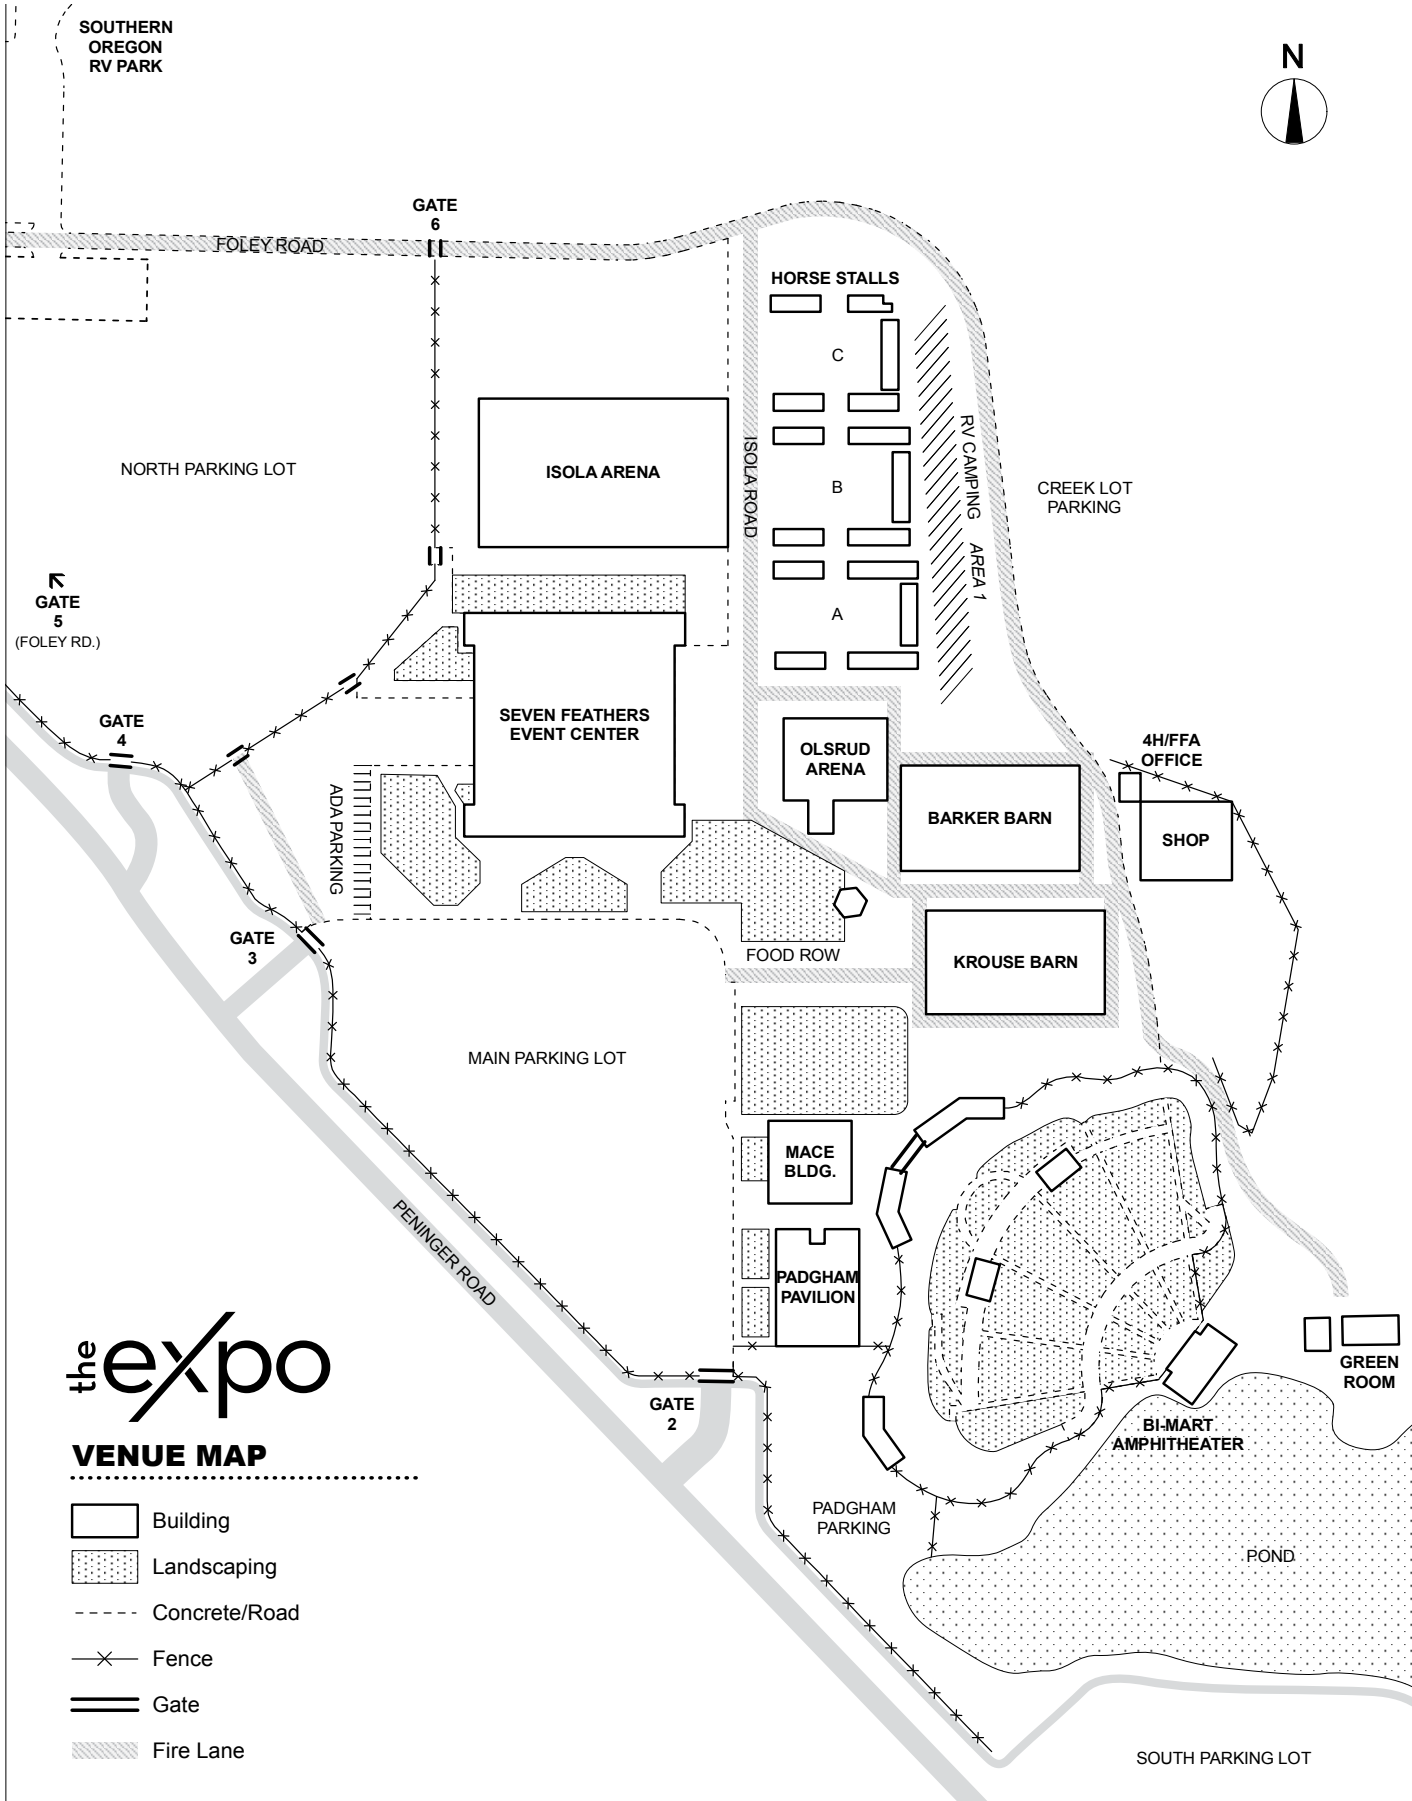 SOUTHERN
OREGON
RV PARK
N
GATE
6
FOLEY ROAD
HORSE STALLS
C
NORTH PARKING LOT
ISOLA ARENA
ISOLA ROAD
B
RV CAMPING AREA 1
CREEK LOT
PARKING
GATE
5
(FOLEY RD.)
A
GATE
4
SEVEN FEATHERS
EVENT CENTER
OLSRUD
ARENA
4H/FFA
OFFICE
ADA PARKING
BARKER BARN
SHOP
GATE
3
FOOD ROW
KROUSE BARN
MAIN PARKING LOT
MACE
BLDG.
PENINGER ROAD
PADGHAM
PAVILION
the expo
GREEN
ROOM
GATE
2
BI-MART
AMPHITHEATER
VENUE MAP
PADGHAM
PARKING
Building
POND
Landscaping
Concrete/Road
Fence
Gate
Fire Lane
SOUTH PARKING LOT